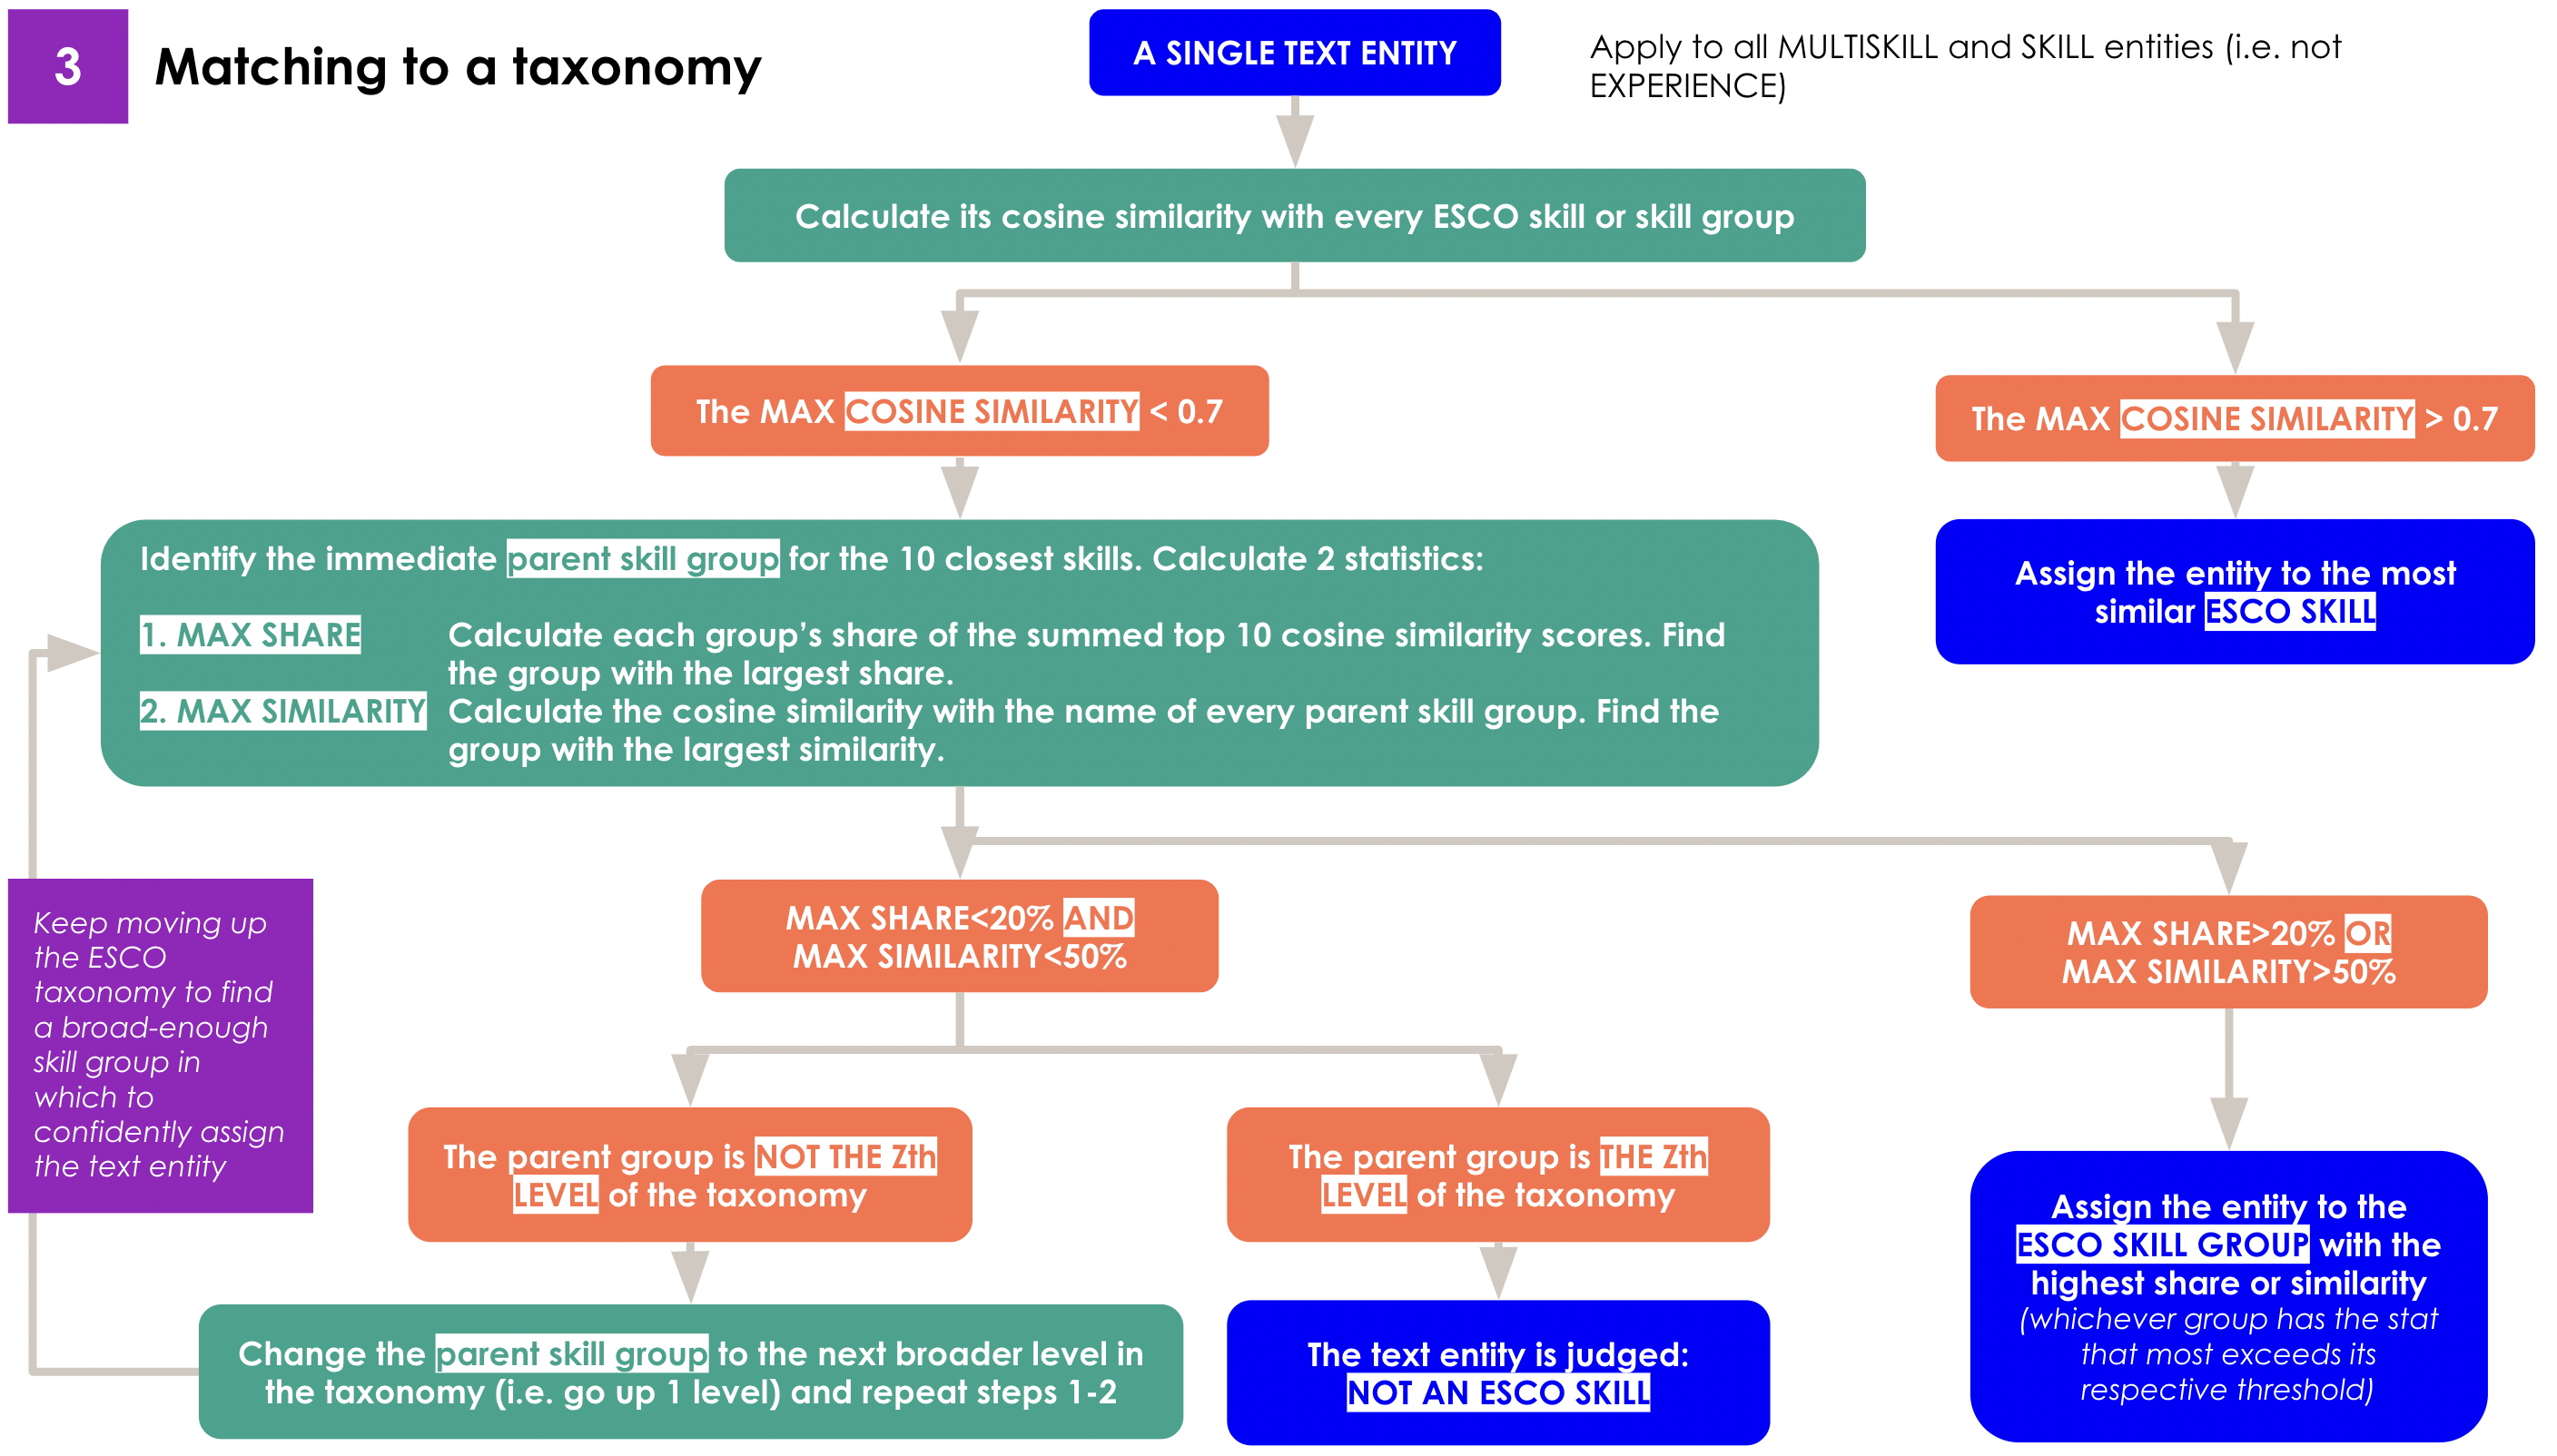 3
Matching to a taxonomy
A SINGLE TEXT ENTITY
Apply to all MULTISKILL and SKILL entities (i.e. not
EXPERIENCE)
Calculate its cosine similarity with every ESCO skill or skill group
The MAX COSINE SIMILARITY < 0.7
The MAX COSINE SIMILARITY > 0.7
Identify the immediate parent skill group for the 10 closest skills. Calculate 2 statistics:
1. MAX SHARE Calculate each group’s share of the summed top 10 cosine similarity scores. Find
the group with the largest share.
2. MAX SIMILARITY Calculate the cosine similarity with the name of every parent skill group. Find the
group with the largest similarity.
Assign the entity to the most
similar ESCO SKILL
MAX SHARE<20% AND
MAX SIMILARITY<50%
MAX SHARE>20% OR
MAX SIMILARITY>50%
Keep moving up
the ESCO
taxonomy to find
a broad-enough
skill group in
which to
confidently assign
the text entity
The parent group is NOT THE Zth
LEVEL of the taxonomy
The parent group is THE Zth
LEVEL of the taxonomy
Change the parent skill group to the next broader level in
the taxonomy (i.e. go up 1 level) and repeat steps 1-2
The text entity is judged:
NOT AN ESCO SKILL
Assign the entity to the
ESCO SKILL GROUP with the
highest share or similarity
(whichever group has the stat
that most exceeds its
respective threshold)